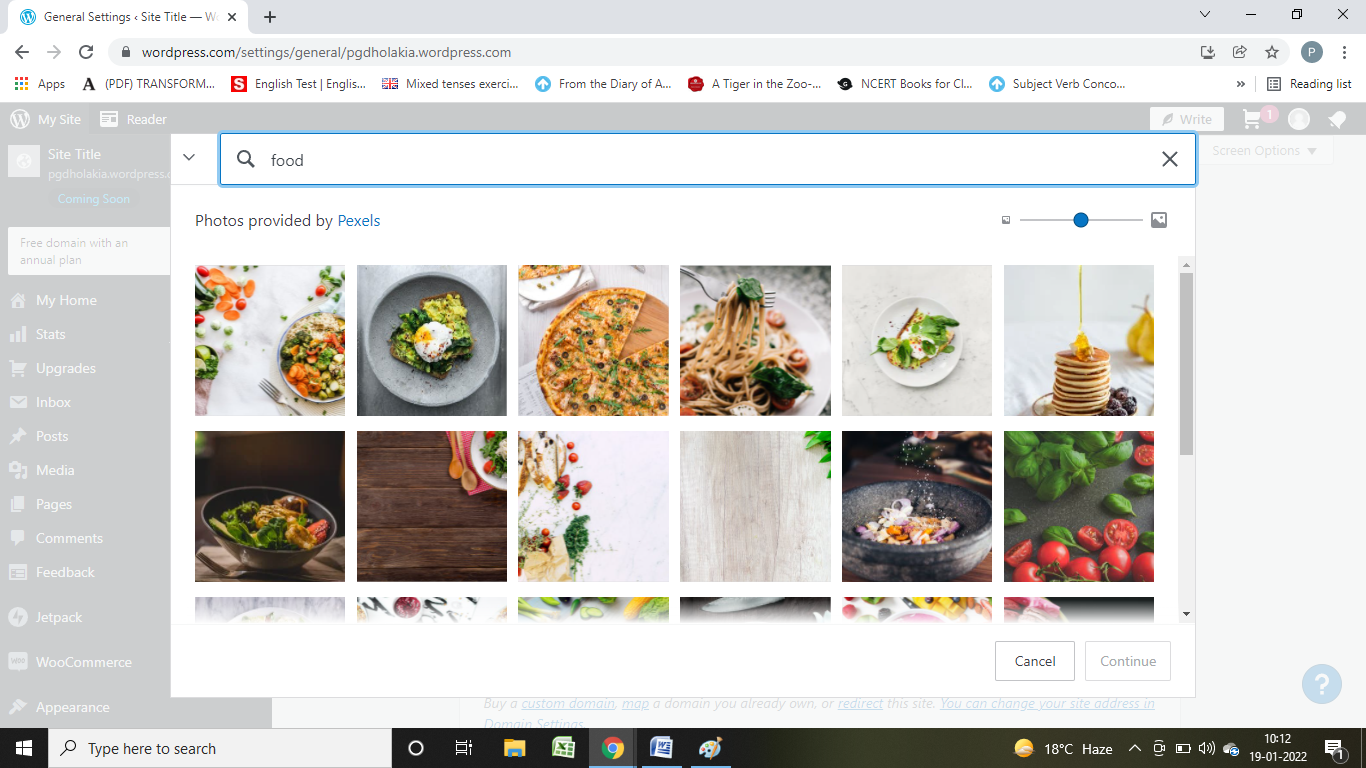 General Settings ‹ Site Title — W
wordpress.com/settings/general/pgdholakia.wordpress.com
P
Apps
(PDF) TRANSFORM...
English Test | Englis...
Mixed tenses exerci...
From the Diary of A...
A Tiger in the Zoo-...
NCERT Books for Cl...
Subject Verb Conco...
»
Reading list
My Site
Reader
Write
1
Site Title
pgdholakia.wordpress.c
Coming Soon
food
Screen Options
Free domain with an
annual plan
Photos provided by Pexels
My Home
Stats
Upgrades
Inbox
Posts
Media
Pages
Comments
Feedback
Jetpack
WooCommerce
Appearance
Cancel
Continue
?
Buy a custom domain, map a domain you already own, or redirect this site. You can change your site address in
Domain Settings.
Type here to search
18°C Haze
10:12
19-01-2022
1